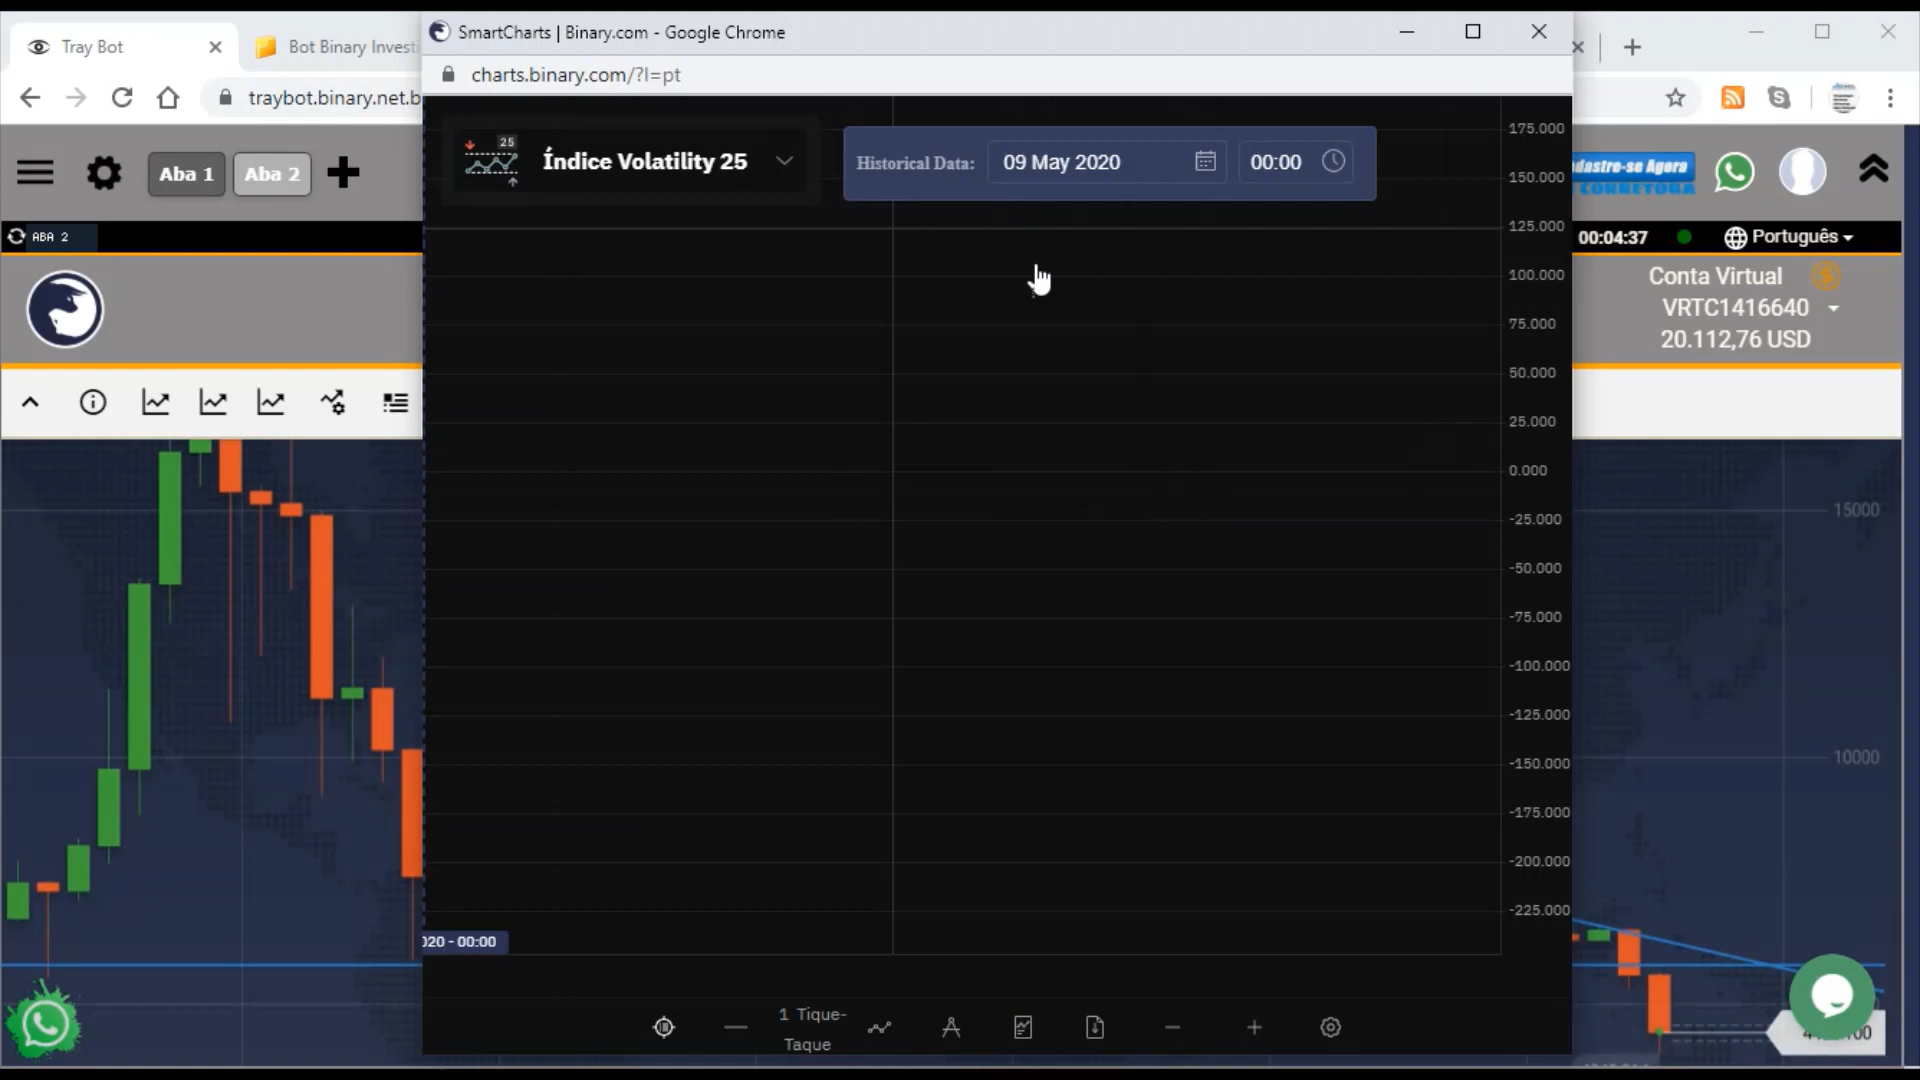 SmartCharts | Binary.com - Google Chrome
Tray Bot
Bot Binary Invest
charts.binary.com/?l=pt
traybot.binary.net.b
Aba 1
Aba 2
25
Índice Volatility 25
Historical Data:
09 May 2020
00:00
dastre-se Agora
CORRETORA
ABA 2
00:04:37
Português
Conta Virtual
VRTC1416640
20.112,76 USD
175.000
150.000
125.000
100.000
75.000
50.000
25.000
0.000
-25.000
-50.000
-75.000
-100.000
-125.000
-150.000
-175.000
-200.000
-225.000
15000
10000
020 - 00:00
1 Tique-
Taque